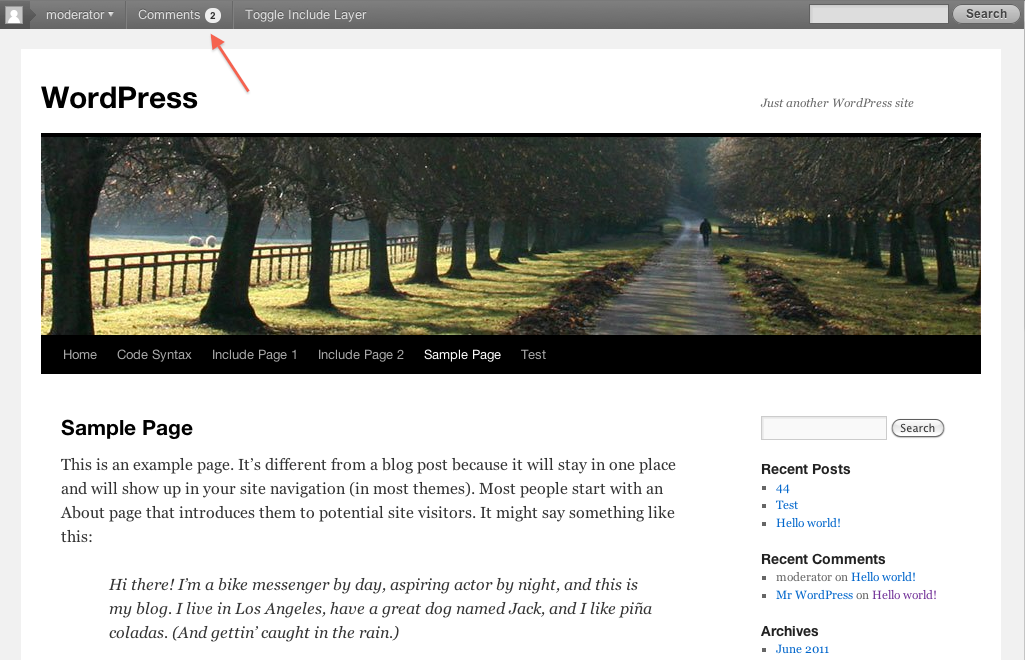 moderator Comments 2 Toggle Include Layer Search
WordPress
Just another WordPress site
Home Code Syntax Include Page 1 Include Page 2 Sample Page Test
Sample Page
This is an example page. It’s different from a blog post because it will stay in one place
and will show up in your site navigation (in most themes). Most people start with an
About page that introduces them to potential site visitors. It might say something like
this:
Hi there! I’m a bike messenger by day, aspiring actor by night, and this is
my blog. I live in Los Angeles, have a great dog named Jack, and I like piña
coladas. (And gettin’ caught in the rain.)
Search
Recent Posts
44
Test
Hello world!
Recent Comments
moderator on Hello world!
Mr WordPress on Hello world!
Archives
June 2011